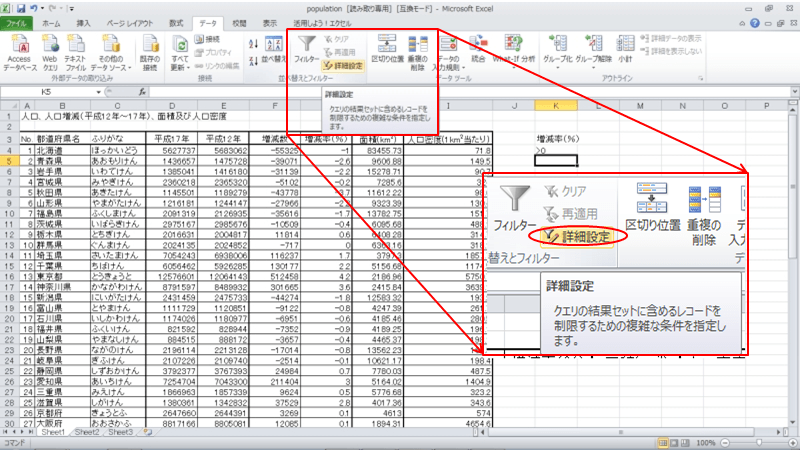 population [読み取り専用] [互換モード] - Microsoft Excel
ファイル ホーム 挿入 ページ レイアウト 数式 データ 校閲 表示 活用しよう！エクセル
Access データベース Web クエリ テキスト ファイル その他の データ ソース 既存の 接続 すべて 更新 接続 プロパティ リンクの編集 並べ替え フィルター クリア 再適用 詳細設定 区切り位置 重複の 削除 データの 入力規則 統合 What-If 分析 グループ化 グループ解除 小計 詳細データの表示 詳細を表示しない
外部データの取り込み 接続 並べ替えとフィルター データ ツール アウトライン
K5 fx
詳細設定
クエリの結果セットに含めるレコードを
制限するための複雑な条件を指定し
ます。
A B C D E F I J K L M N O P
1 人口、人口増減(平成12年～17年)、面積及び人口密度
3 No 都道府県名 ふりがな 平成17年 平成12年 増減数 増減率(%) 面積(km²) 人口密度(1km²当たり) 増減率(%)
4 1 北海道 ほっかいどう 5627737 5683062 -55325 -1 83455.73 71.8 >0
5 2 青森県 あおもりけん 1436657 1475728 -39071 -2.6 9606.88 149.5
6 3 岩手県 いわてけん 1385041 1416180 -31139 -2.2 15278.71
7 4 宮城県 みやぎけん 2360218 2365320 -5102 -0.2 7285.6
8 5 秋田県 あきたけん 1145501 1189279 -43778 11612.22
9 6 山形県 やまがたけん 1216181 1244147 -27966 9323.39
10 7 福島県 ふくしまけん 2091319 2126935 -35616 -1.7 13782.75
11 8 茨城県 いばらぎけん 2975167 2985676 -10509 -0.4 6095.68
12 9 栃木県 とちぎけん 2016631 2004817 11814 0.6 6408.28
13 10 群馬県 ぐんまけん 2024135 2024852 -717 0
14 11 埼玉県 さいたまけん 7054243 6938006 116237 1.7
15 12 千葉県 ちばけん 6056462 5926285 130177 2.2 5156.68
16 13 東京都 とうきょうと 12576601 12064143 512458 4.2 2186.96
17 14 神奈川県 かながわけん 8791597 8489932 301665 3.6 2415.84
18 15 新潟県 にいがたけん 2431459 2475733 -44274 -1.8 12583.32
19 16 富山県 とやまけん 1111729 1120851 -9122 -0.8 4247.39
20 17 石川県 いしかわけん 1174026 1180977 -6951 -0.6 4185.46
21 18 福井県 ふくいけん 821592 828944 -7352 -0.9 4189.25
22 19 山梨県 やまなしけん 884515 888172 -3657 -0.4 4465.37
23 20 長野県 ながのけん 2196114 2213128 -17014 -0.8 13562.23
24 21 岐阜県 ぎふけん 2107226 2109740 -2514 -0.1 10621.17 198.4
25 22 静岡県 しずおかけん 3792377 3767393 24984 0.7 7780.03 487.5
26 23 愛知県 あいちけん 7254704 7043300 211404 3 5164.02 1404.9
27 24 三重県 みえけん 1866963 1857339 9624 0.5 5776.68 323.2
28 25 滋賀県 しがけん 1380361 1342832 37529 2.8 4017.36 343.6
29 26 京都府 きょうとふ 2647660 2644391 3269 0.1 4613 574
30 27 大阪府 おおさかふ 8817166 8805081 12085 0.1 1894.31 4654.6
フィルター クリア 再適用 詳細設定 区切り位置 重複の 削除
替えとフィルター
詳細設定
クエリの結果セットに含めるレコードを
制限するための複雑な条件を指定し
ます。
Sheet1 Sheet2 Sheet3
コマンド 100%